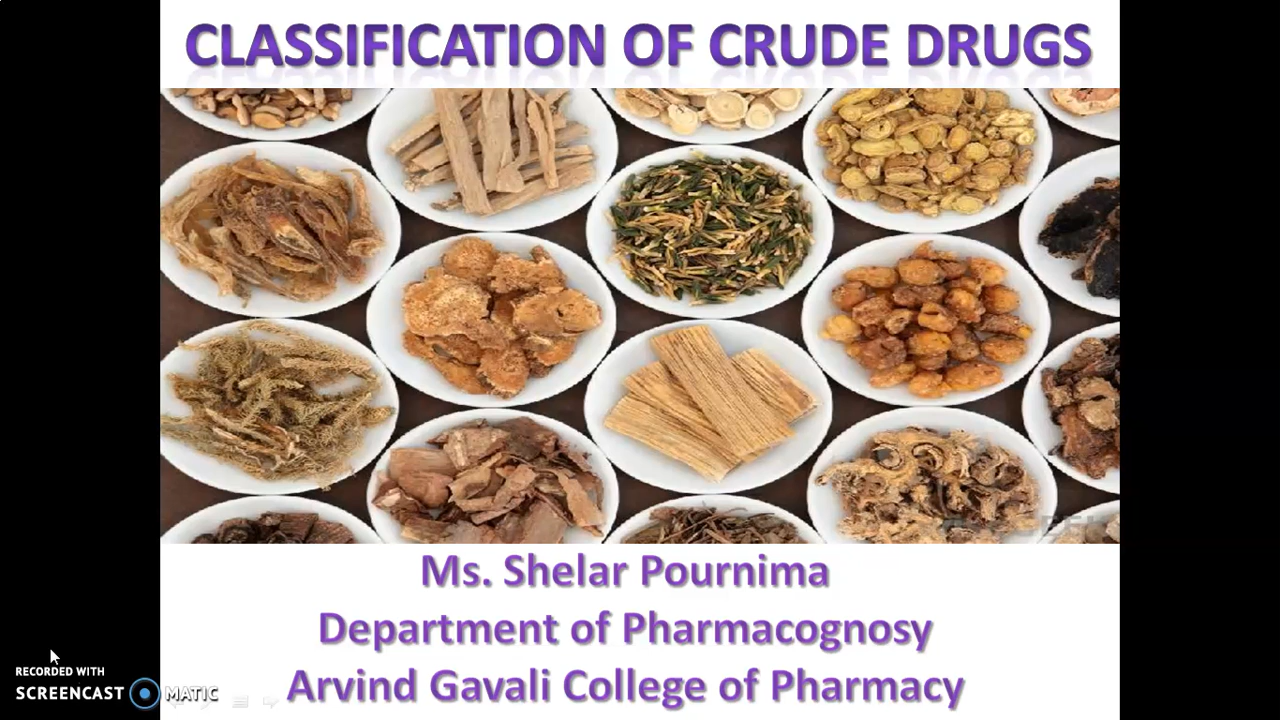 CLASSIFICATION OF CRUDE DRUGS
Ms. Shelar Pournima
Department of Pharmacognosy
Arvind Gavali College of Pharmacy
RECORDED WITH
SCREENCAST MATIC